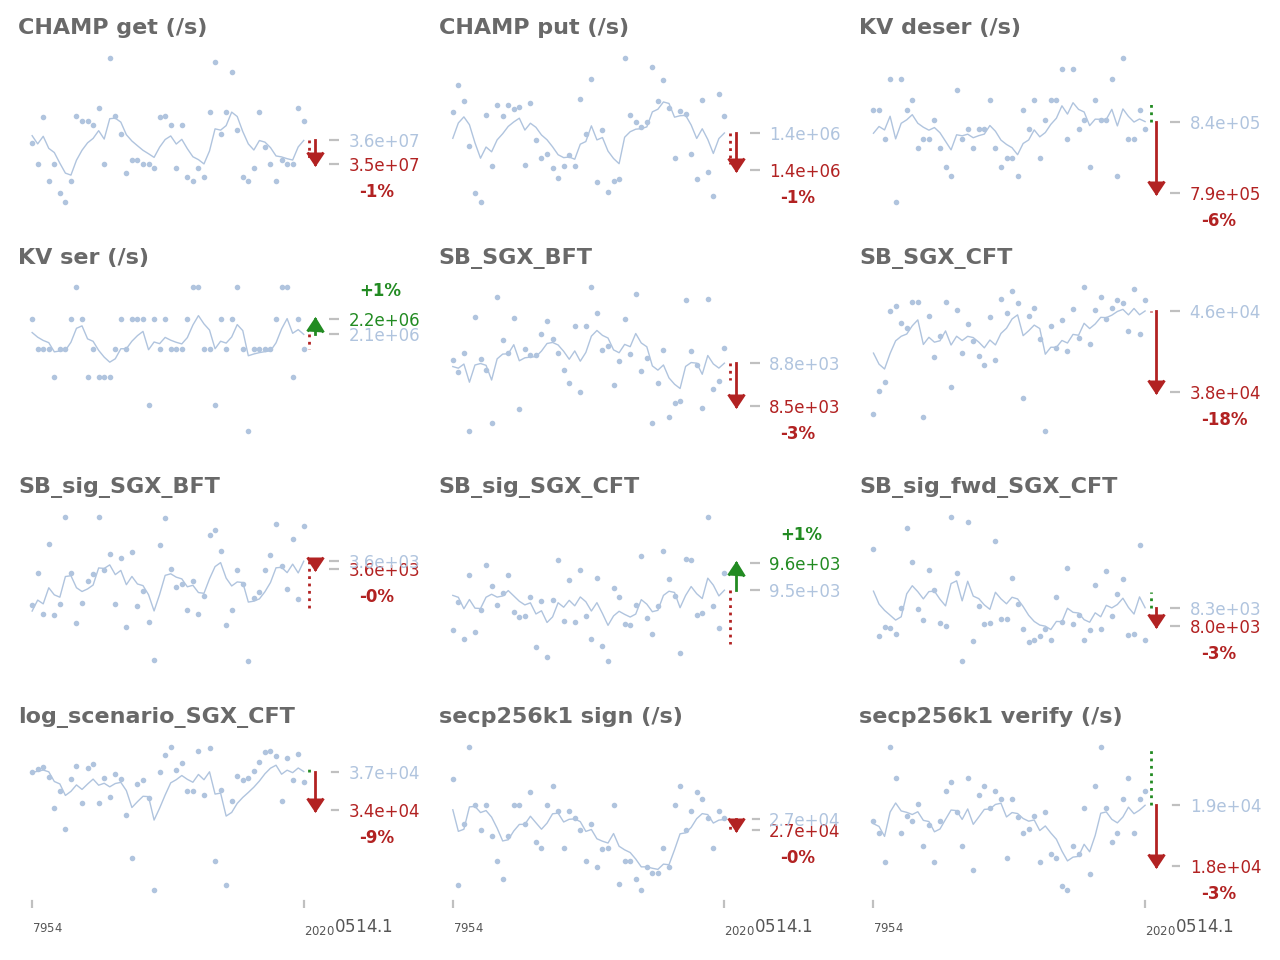 CHAMP get (/s)
3.6e+07
3.5e+07
-1%
CHAMP put (/s)
1.4e+06
1.4e+06
-1%
KV deser (/s)
8.4e+05
7.9e+05
-6%
KV ser (/s)
+1%
2.2e+06
2.1e+06
SB_SGX_BFT
8.8e+03
8.5e+03
-3%
SB_SGX_CFT
4.6e+04
3.8e+04
-18%
SB_sig_SGX_BFT
3.6e+03
3.6e+03
-0%
SB_sig_SGX_CFT
+1%
9.6e+03
9.5e+03
SB_sig_fwd_SGX_CFT
8.3e+03
8.0e+03
-3%
log_scenario_SGX_CFT
3.7e+04
3.4e+04
-9%
7954
20200514.1
secp256k1 sign (/s)
2.7e+04
2.7e+04
-0%
7954
20200514.1
secp256k1 verify (/s)
1.9e+04
1.8e+04
-3%
7954
20200514.1